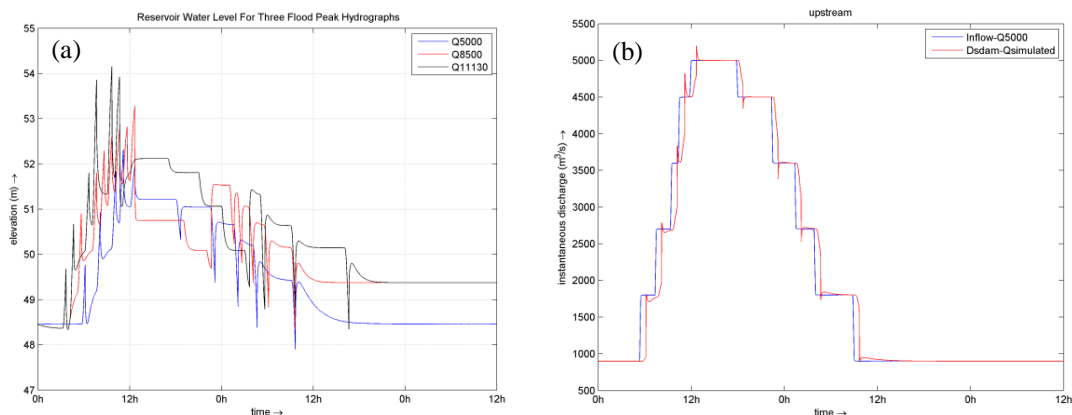 Reservoir Water Level For Three Flood Peak Hydrographs
(a)
Q5000
Q8500
Q11130
55
54
53
52
51
50
49
48
47
elevation (m) →
0h 12h 0h 12h 0h 12h
time →
upstream
(b)
Inflow-Q5000
Dsdam-Qsimulated
5500
5000
4500
4000
3500
3000
2500
2000
1500
1000
500
instantaneous discharge (m³/s) →
0h 12h 0h 12h 0h 12h
time →